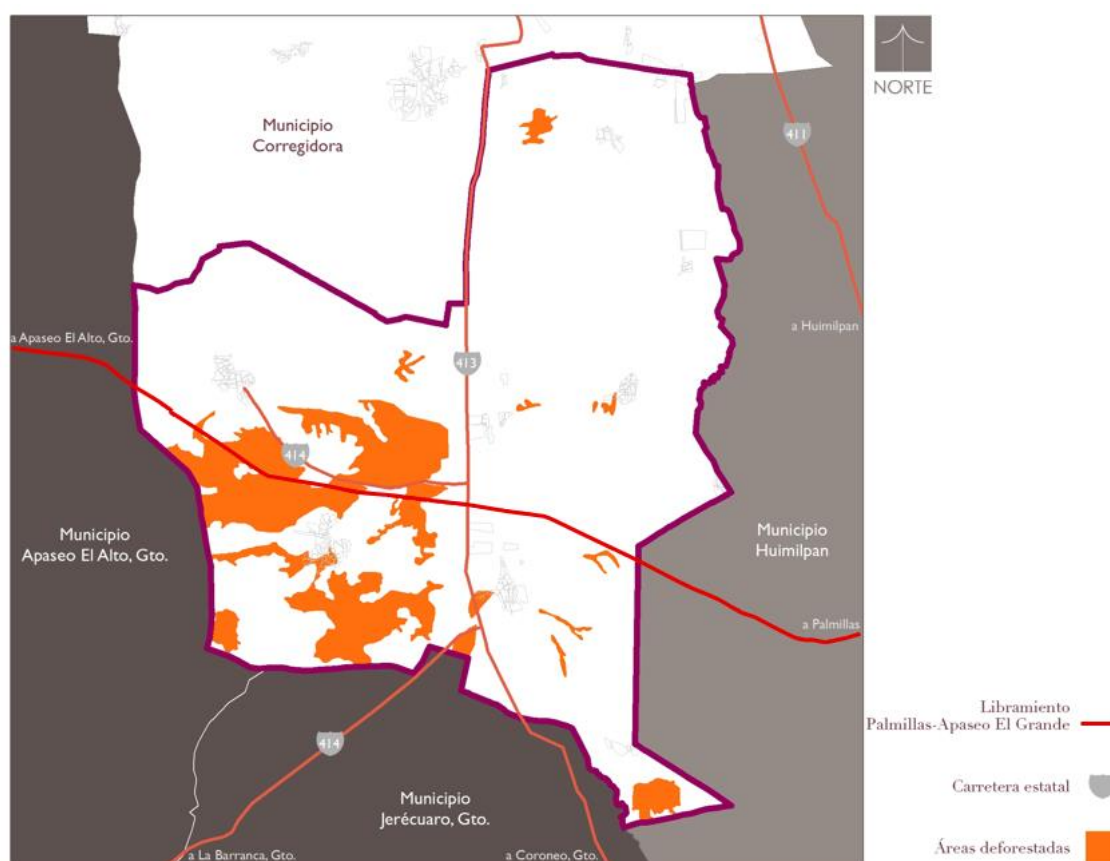 NORTE
Municipio
Corregidora
411
a Apaseo El Alto, Gto.
a Huimilpan
413
414
Municipio
Apaseo El Alto, Gto.
Municipio
Huimilpan
a Palmillas
414
Municipio
Jerécuaro, Gto.
a La Barranca, Gto.
a Coroneo, Gto.
Libramiento
Palmillas-Apaseo El Grande
Carretera estatal
Áreas deforestadas